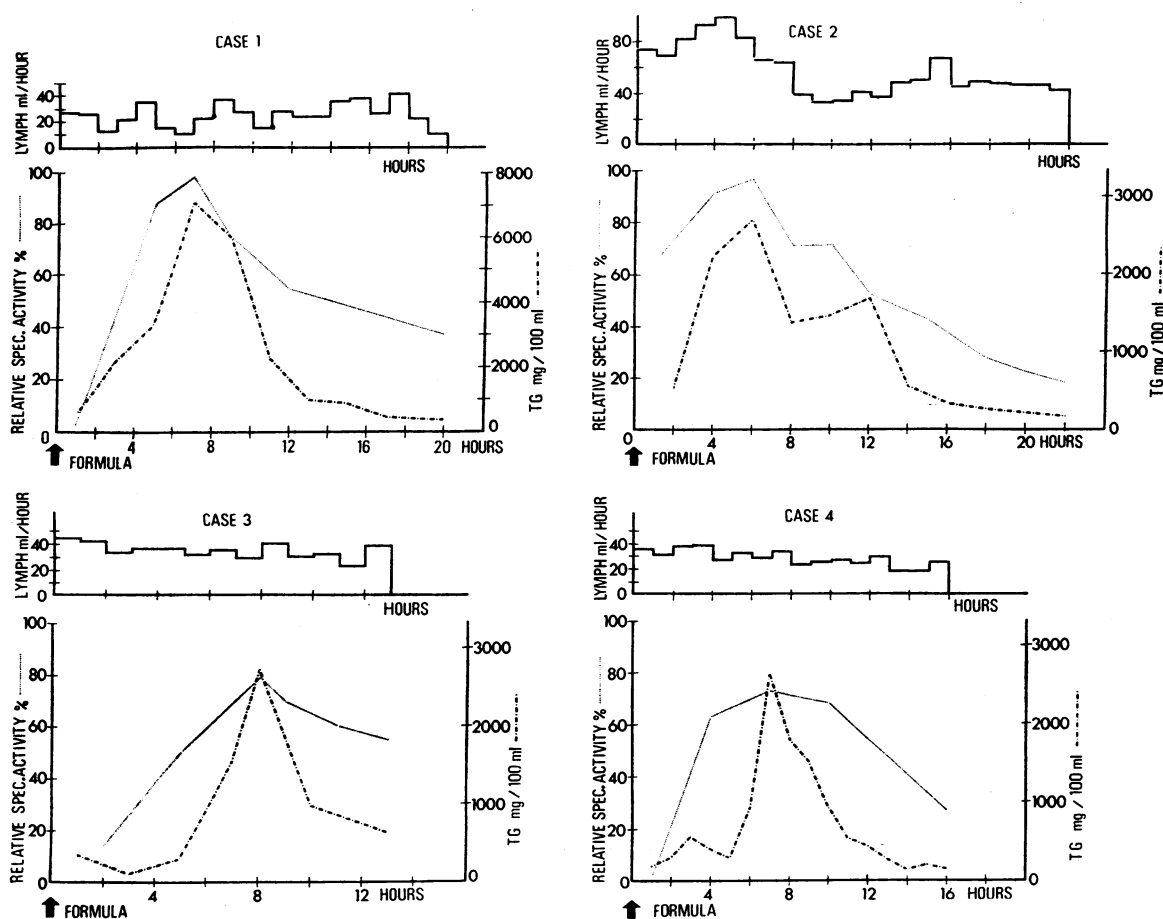 CASE 1
LYMPH ml/HOUR
40
20
0
HOURS
RELATIVE SPEC. ACTIVITY %
100
80
60
40
20
0
8000
6000
4000
2000
0
TG mg/100 ml
4
8
12
16
20
HOURS
FORMULA
CASE 2
LYMPH ml/HOUR
80
40
0
HOURS
RELATIVE SPEC. ACTIVITY %
100
80
60
40
20
0
3000
2000
1000
0
TG mg/100 ml
4
8
12
16
20
HOURS
FORMULA
CASE 3
LYMPH ml/HOUR
40
20
0
HOURS
RELATIVE SPEC. ACTIVITY %
100
80
60
40
20
0
3000
2000
1000
0
TG mg/100 ml
4
8
12
HOURS
FORMULA
CASE 4
LYMPH ml/HOUR
40
20
0
HOURS
RELATIVE SPEC. ACTIVITY %
100
80
60
40
20
0
3000
2000
1000
0
TG mg/100 ml
4
8
12
16
HOURS
FORMULA